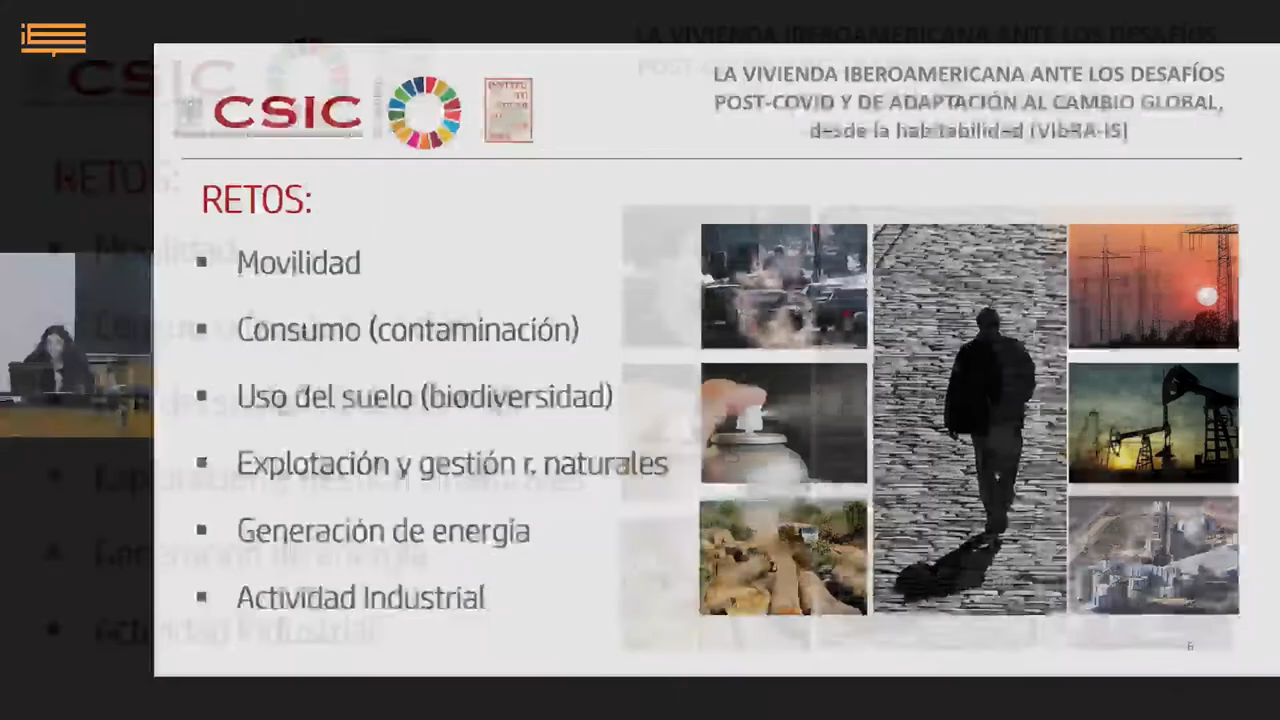 CSIC
LA VIVIENDA IBEROAMERICANA ANTE LOS DESAFÍOS
POST-COVID Y DE ADAPTACIÓN AL CAMBIO GLOBAL,
desde la habitabilidad (VIbRA-IS)
RETOS:
▪ Movilidad
▪ Consumo (contaminación)
▪ Uso del suelo (biodiversidad)
▪ Explotación y gestión r. naturales
▪ Generación de energía
▪ Actividad Industrial
6